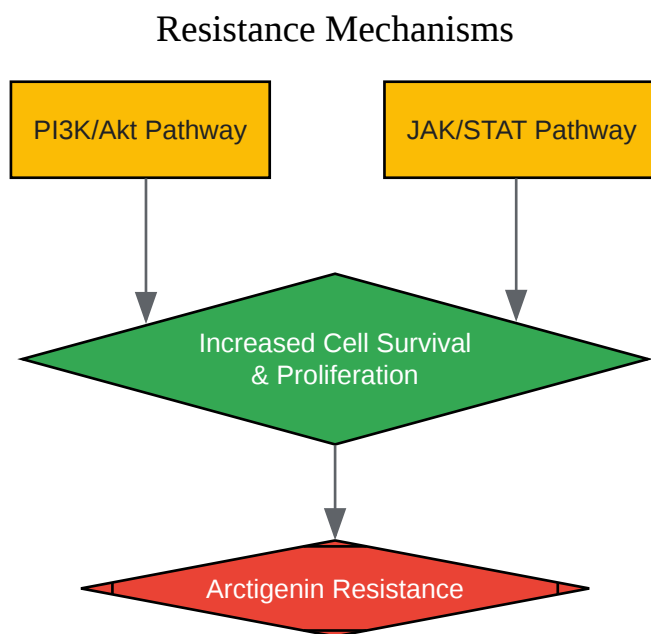 Resistance Mechanisms
PI3K/Akt Pathway
JAK/STAT Pathway
Increased Cell Survival
& Proliferation
Arctigenin Resistance